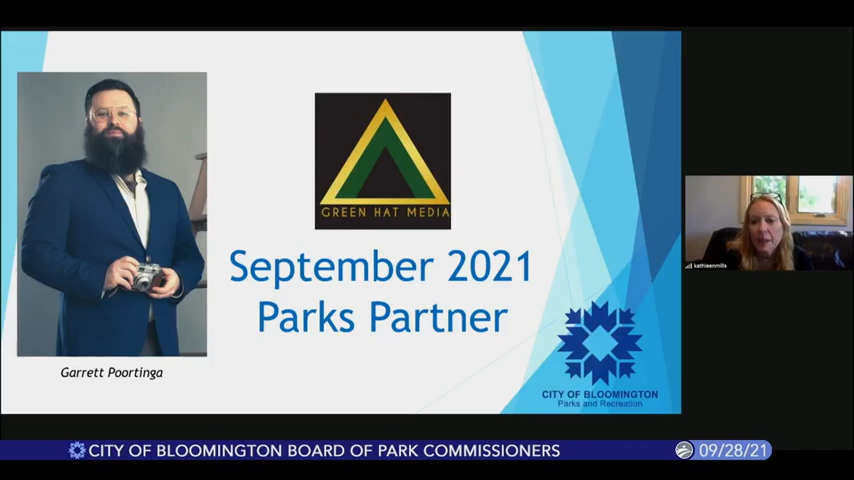 GREEN HAT MEDIA
September 2021
Parks Partner
Garrett Poortinga
CITY OF BLOOMINGTON
Parks and Recreation
kathleenmills
CITY OF BLOOMINGTON BOARD OF PARK COMMISSIONERS
09/28/21